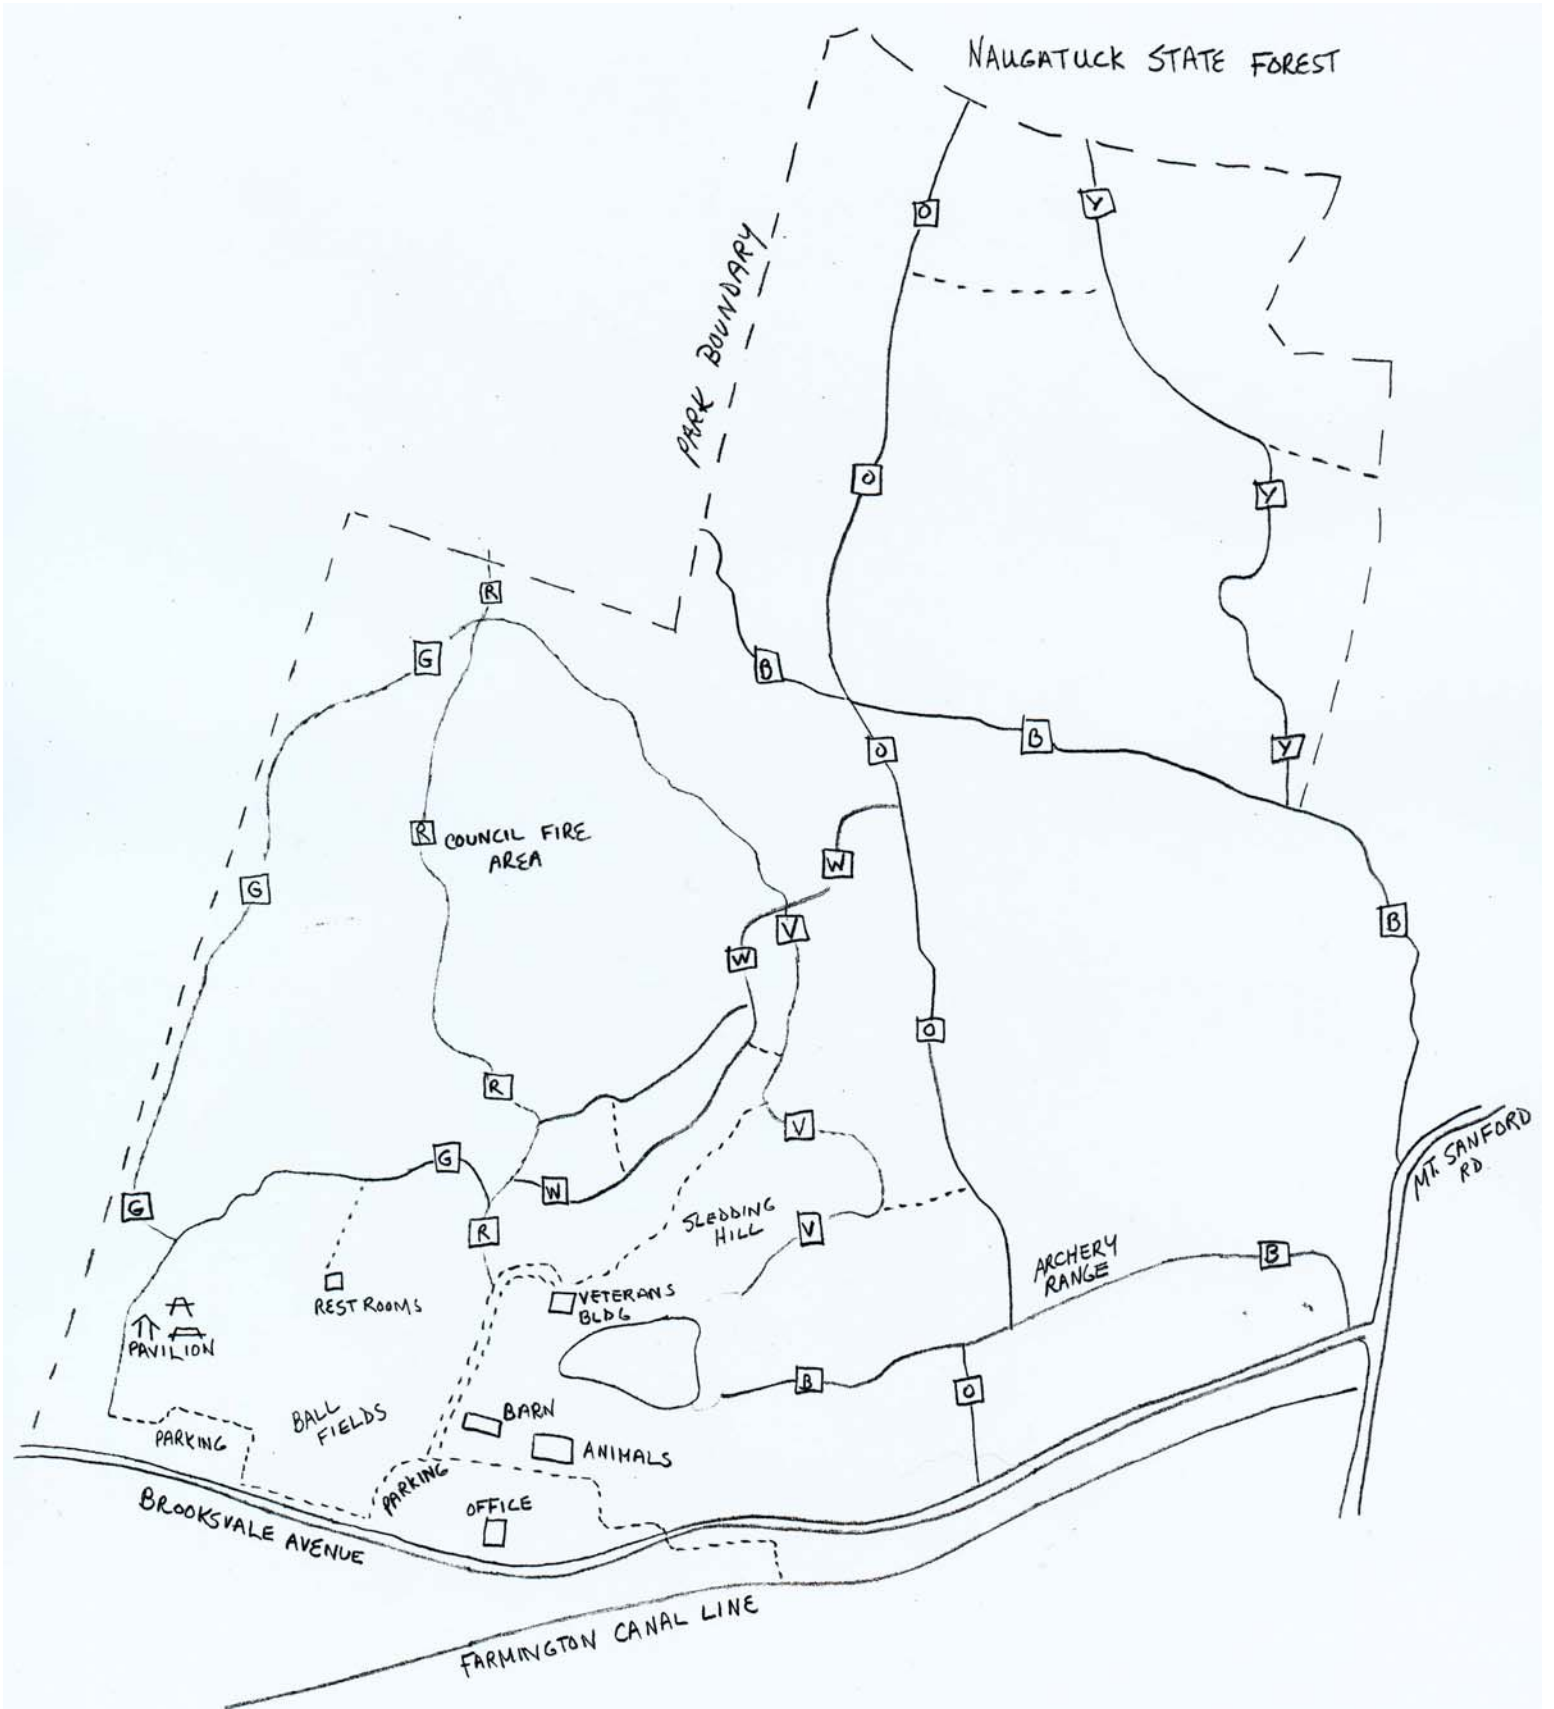 NAUGATUCK STATE FOREST
O
Y
PARK BOUNDARY
O
Y
R
G
B
B
O
Y
R
COUNCIL FIRE
AREA
W
G
V
B
W
O
R
V
MT. SANFORD
RD
G
W
G
SLEDDING
HILL
V
R
ARCHERY
RANGE
B
REST ROOMS
VETERANS
BLDG
PAVILION
B
O
BALL
FIELDS
BARN
PARKING
ANIMALS
PARKING
OFFICE
BROOKSVALE AVENUE
FARMINGTON CANAL LINE